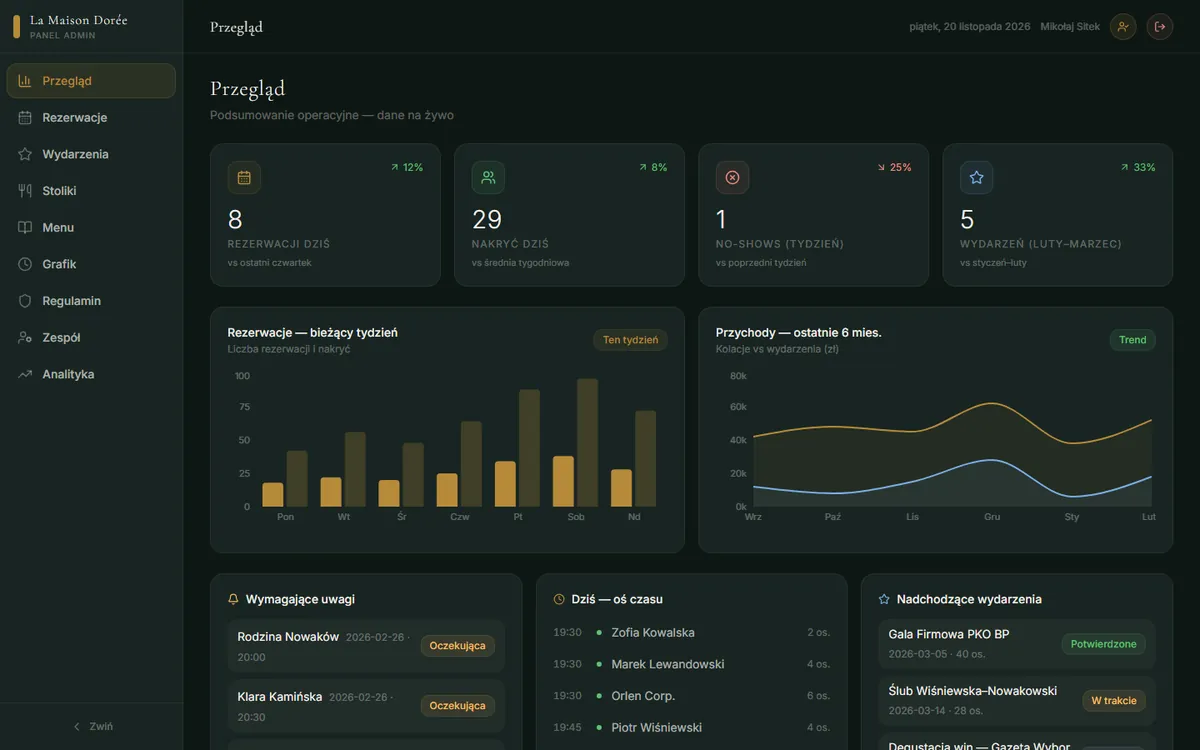 La Maison Dorée
PANEL ADMIN
Przegląd
Rezerwacje
Wydarzenia
Stoliki
Menu
Grafik
Regulamin
Zespół
Analityka
Zwiń
Przegląd
piątek, 20 listopada 2026 Mikołaj Sitek
Przegląd
Podsumowanie operacyjne — dane na żywo
12%
8
REZERWACJI DZIŚ
vs ostatni czwartek
8%
29
NAKRYĆ DZIŚ
vs średnia tygodniowa
25%
1
NO-SHOWS (TYDZIEŃ)
vs poprzedni tydzień
33%
5
WYDARZEŃ (LUTY–MARZEC)
vs styczeń–luty
Rezerwacje — bieżący tydzień
Liczba rezerwacji i nakryć
Ten tydzień
100
75
50
25
0
Pon Wt Śr Czw Pt Sob Nd
Przychody — ostatnie 6 mies.
Kolacje vs wydarzenia (zł)
Trend
80k
60k
40k
20k
0k
Wrz Paź Lis Gru Sty Lut
Wymagające uwagi
Rodzina Nowaków 2026-02-26 ·
20:00
Oczekująca
Klara Kamińska 2026-02-26 ·
20:30
Oczekująca
Dziś — oś czasu
19:30 Zofia Kowalska 2 os.
19:30 Marek Lewandowski 4 os.
19:30 Orlen Corp. 6 os.
19:45 Piotr Wiśniewski 4 os.
Nadchodzące wydarzenia
Gala Firmowa PKO BP
2026-03-05 · 40 os.
Potwierdzone
Ślub Wiśniewska–Nowakowski
2026-03-14 · 28 os.
W trakcie
Degustacja win — Gazeta Wybor